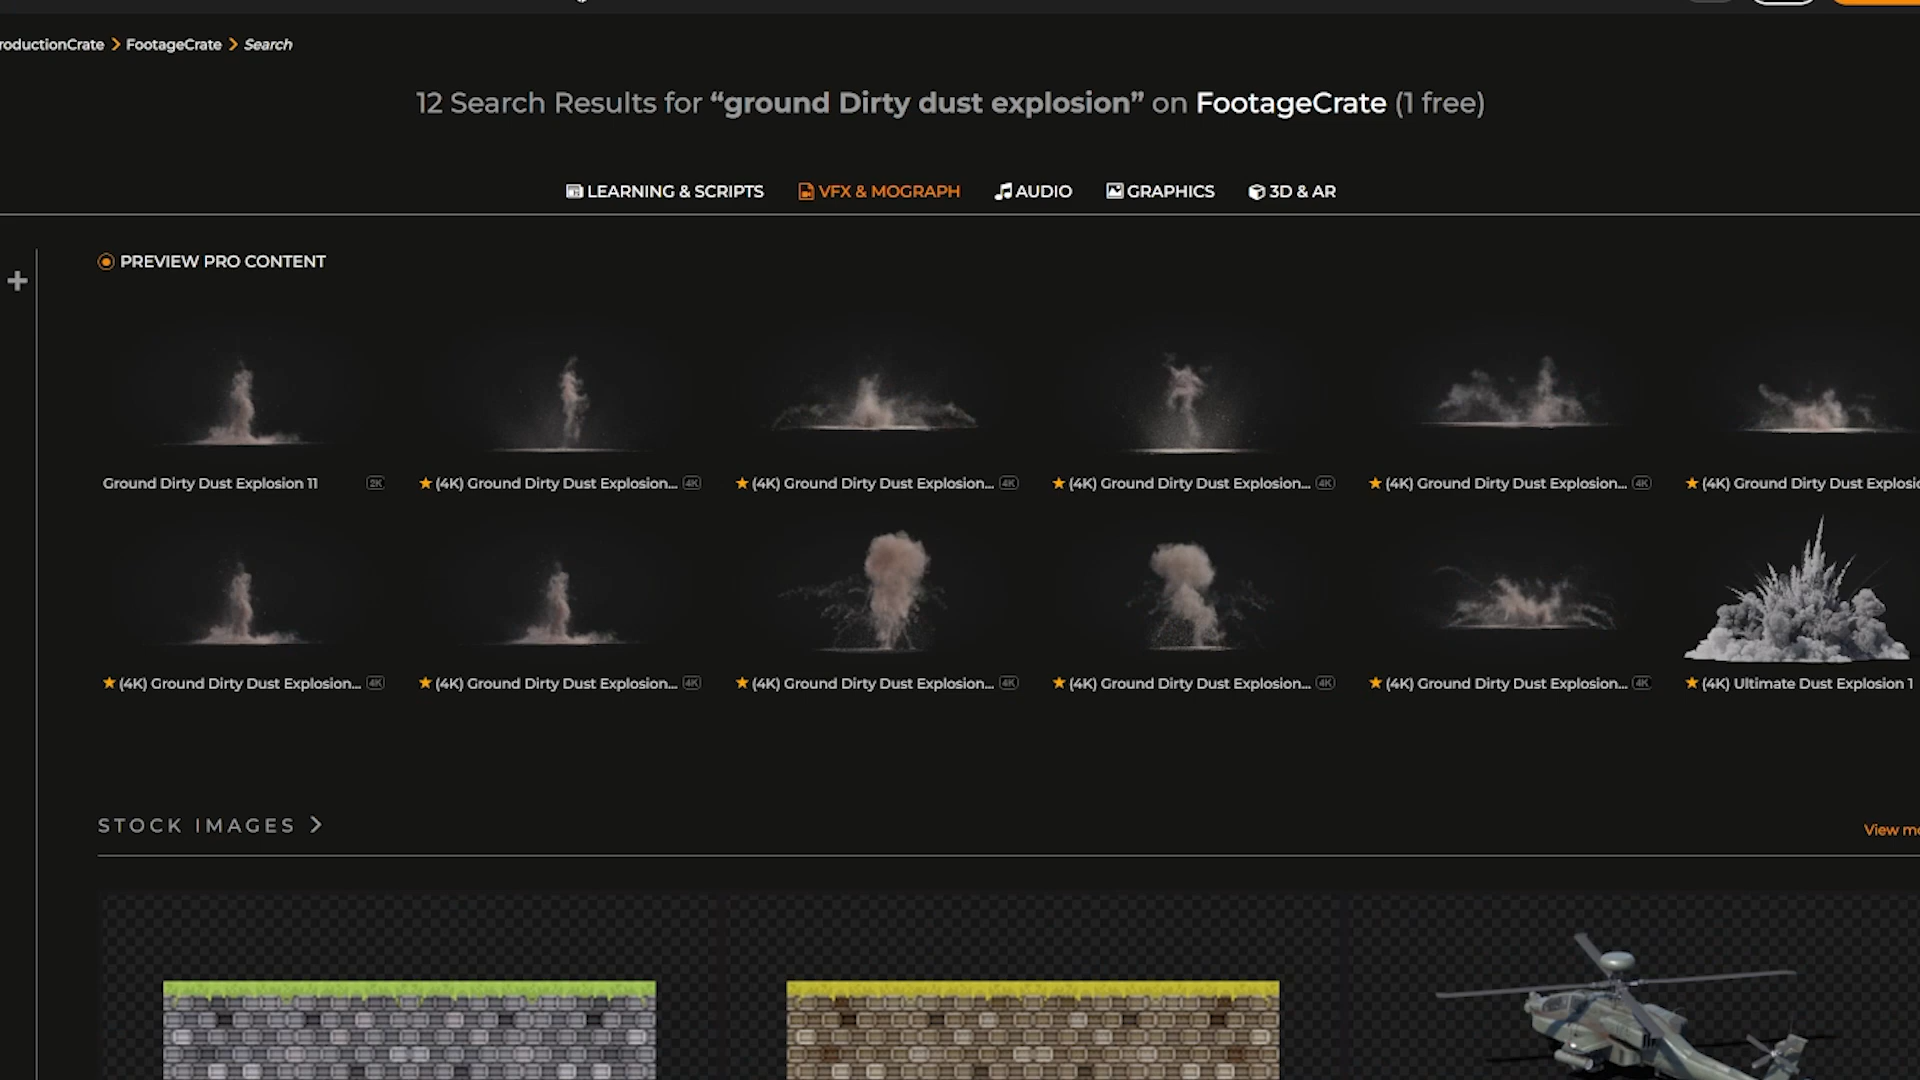 roductionCrate > FootageCrate > Search
12 Search Results for “ground Dirty dust explosion” on FootageCrate (1 free)
LEARNING & SCRIPTS VFX & MOGRAPH AUDIO GRAPHICS 3D & AR
PREVIEW PRO CONTENT
Ground Dirty Dust Explosion 11 2K ★ (4K) Ground Dirty Dust Explosion... 4K ★ (4K) Ground Dirty Dust Explosion... 4K ★ (4K) Ground Dirty Dust Explosion... 4K ★ (4K) Ground Dirty Dust Explosion... 4K ★ (4K) Ground Dirty Dust Explosio
★ (4K) Ground Dirty Dust Explosion... 4K ★ (4K) Ground Dirty Dust Explosion... 4K ★ (4K) Ground Dirty Dust Explosion... 4K ★ (4K) Ground Dirty Dust Explosion... 4K ★ (4K) Ground Dirty Dust Explosion... 4K ★ (4K) Ultimate Dust Explosion 1
STOCK IMAGES >
View mo